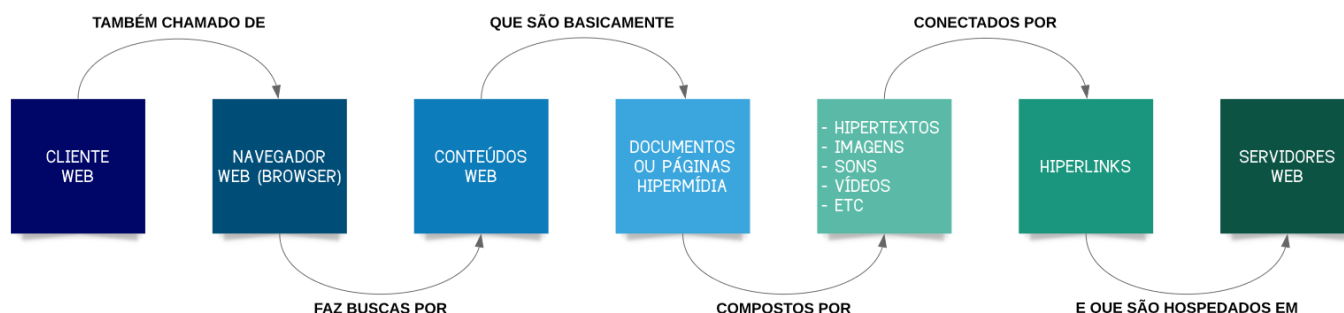 TAMBÉM CHAMADO DE
QUE SÃO BASICAMENTE
CONECTADOS POR
CLIENTE
WEB
NAVEGADOR
WEB (BROWSER)
CONTEÚDOS
WEB
DOCUMENTOS
OU PÁGINAS
HIPERMÍDIA
- HIPERTEXTOS
- IMAGENS
- SONS
- VÍDEOS
- ETC
HIPERLINKS
SERVIDORES
WEB
FAZ BUSCAS POR
COMPOSTOS POR
E QUE SÃO HOSPEDADOS EM